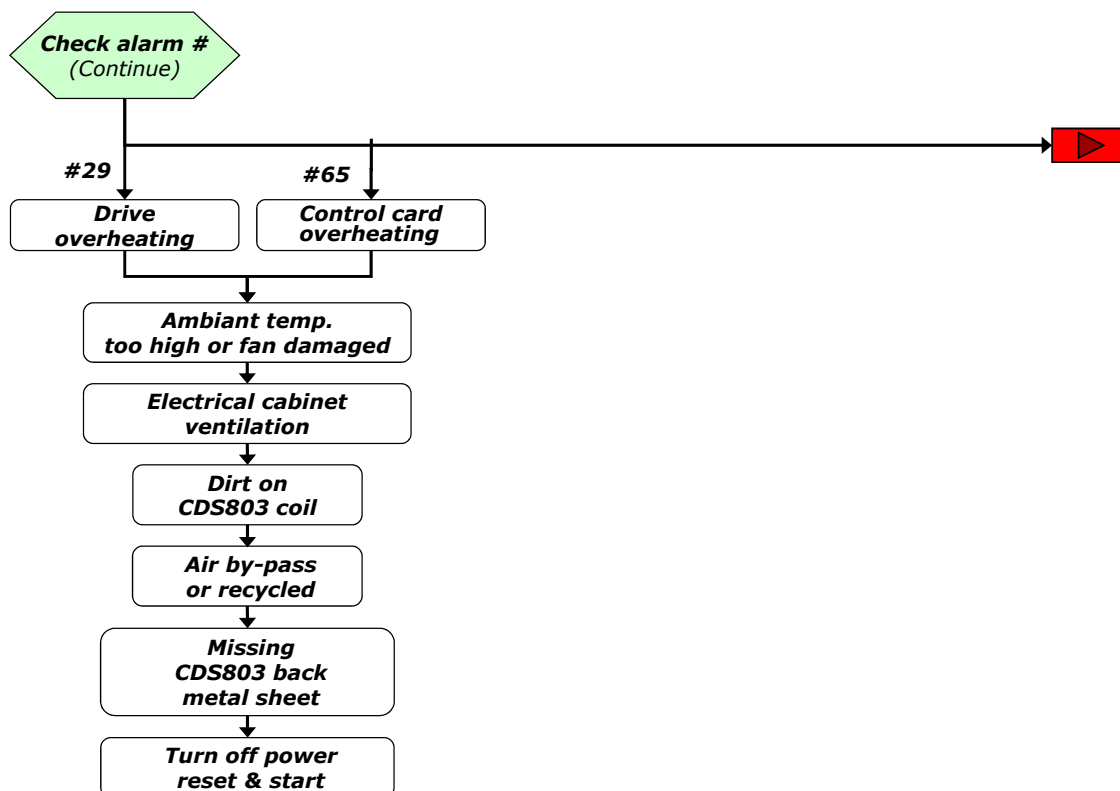 Check alarm #
(Continue)
#29
#65
Drive
overheating
Control card
overheating
Ambiant temp.
too high or fan damaged
Electrical cabinet
ventilation
Dirt on
CDS803 coil
Air by-pass
or recycled
Missing
CDS803 back
metal sheet
Turn off power
reset & start